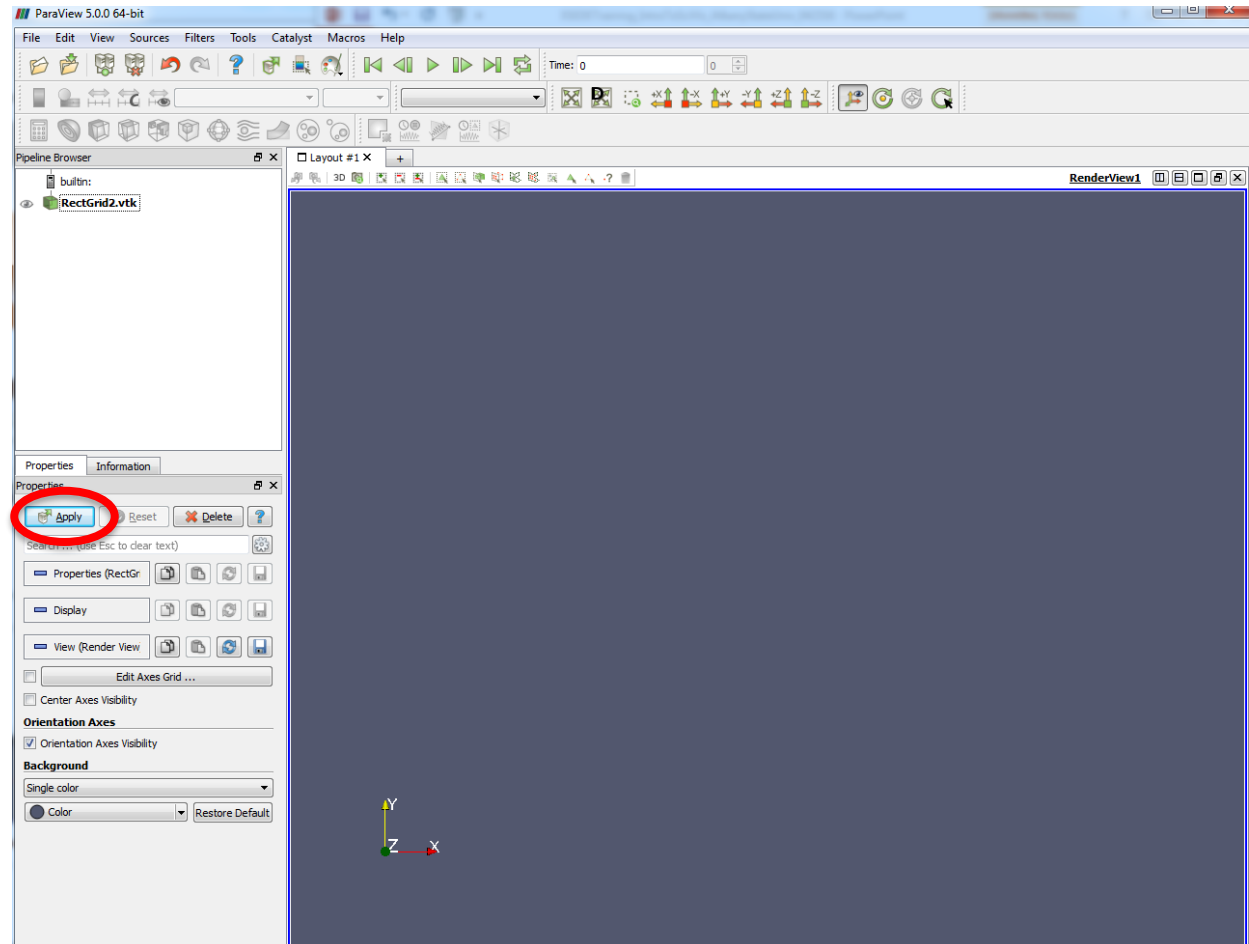 ParaView 5.0.0 64-bit
File Edit View Sources Filters Tools Catalyst Macros Help
Time: 0 0
+X -X +Y -Y +Z -Z
Pipeline Browser
Layout #1
+
builtin:
3D
RenderView1
RectGrid2.vtk
Properties Information
Properties
Apply Reset Delete ?
Search ... (use Esc to clear text)
Properties (RectGr
Display
View (Render View
Edit Axes Grid ...
Center Axes Visibility
Orientation Axes
Orientation Axes Visibility
Background
Single color
Color Restore Default
Y
Z X